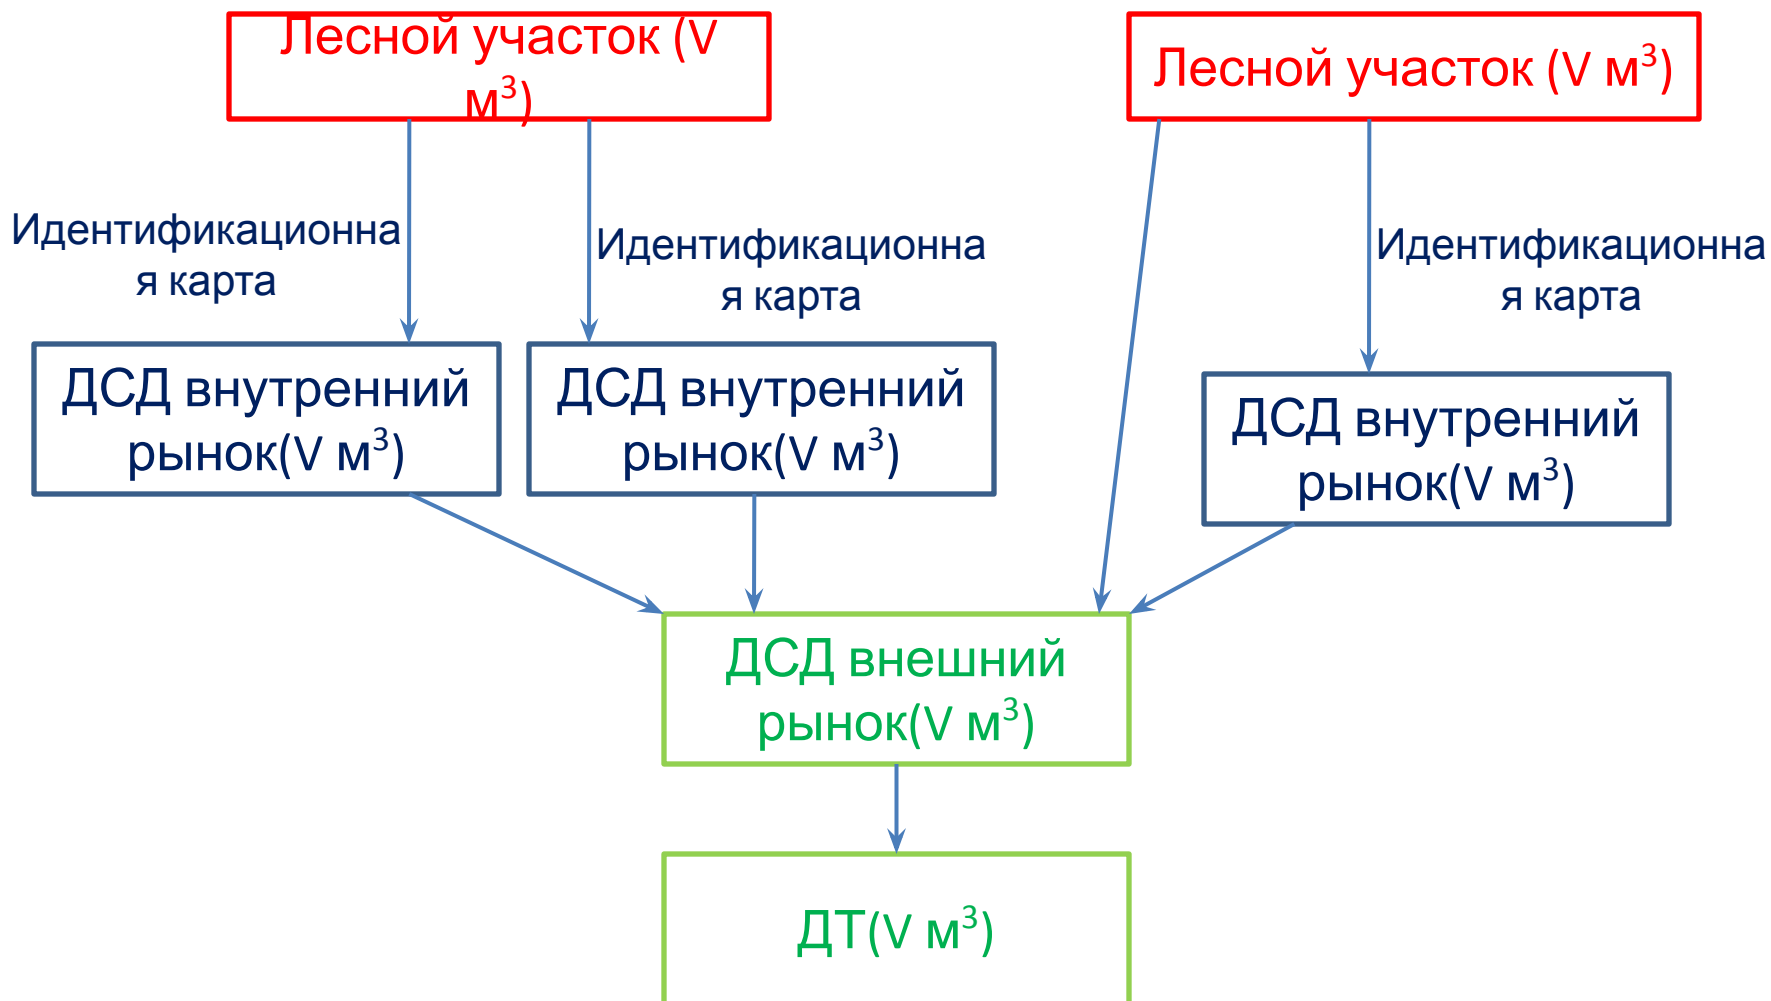 Лесной участок (V
м³)
Лесной участок (V м³)
Идентификационна
я карта
Идентификационна
я карта
Идентификационна
я карта
ДСД внутренний
рынок(V м³)
ДСД внутренний
рынок(V м³)
ДСД внутренний
рынок(V м³)
ДСД внешний
рынок(V м³)
ДТ(V м³)